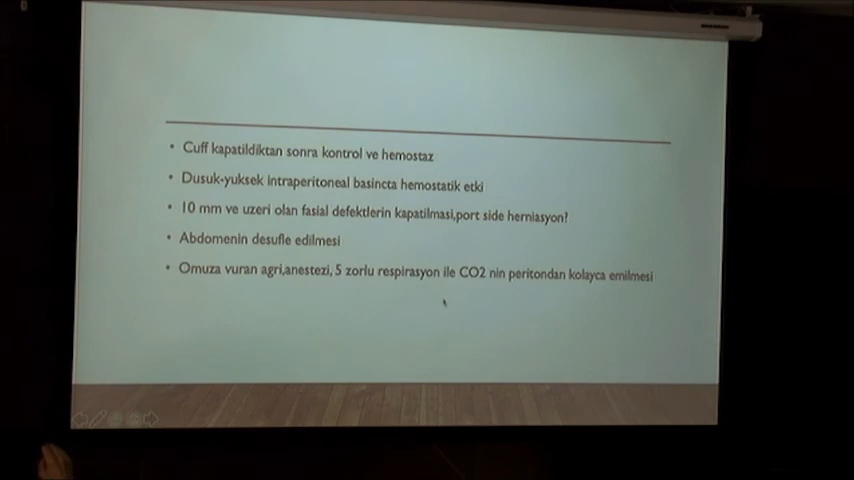 • Cuff kapatildiktan sonra kontrol ve hemostaz
• Dusuk-yuksek intraperitoneal basincta hemostatik etki
• 10 mm ve uzeri olan fasial defektlerin kapatilmasi,port side herniasyon?
• Abdomenin desufle edilmesi
• Omuza vuran agri,anestezi, 5 zorlu respirasyon ile CO2 nin peritondan kolayca emilmesi